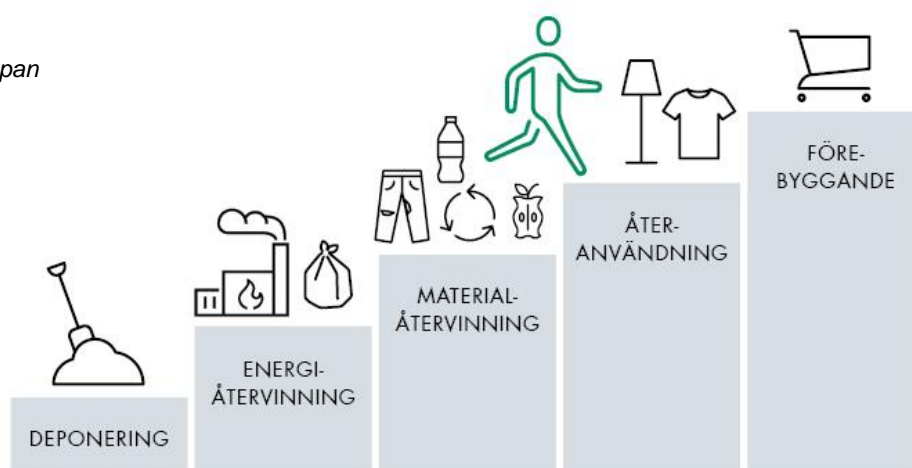 pan
FÖRE-
BYGGANDE
ÅTER-
ANVÄNDNING
MATERIAL-
ÅTERVINNING
ENERGI-
ÅTERVINNING
DEPONERING